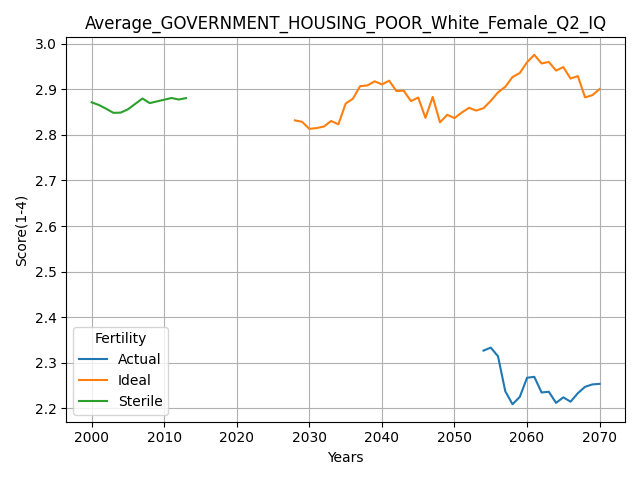 Average_GOVERNMENT_HOUSING_POOR_White_Female_Q2_IQ
3.0
2.9
2.8
2.7
2.6
2.5
2.4
2.3
2.2
Score(1-4)
Fertility
Actual
Ideal
Sterile
2000 2010 2020 2030 2040 2050 2060 2070
Years